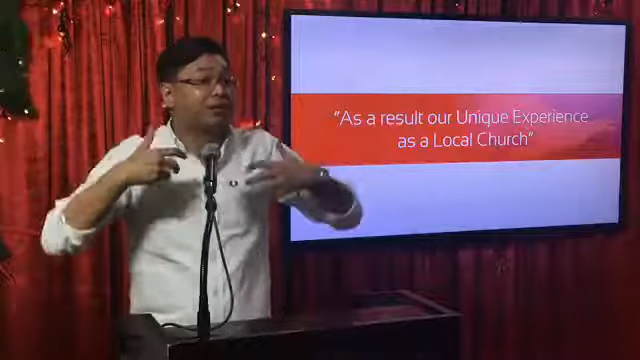 “As a result our Unique Experience
as a Local Church”